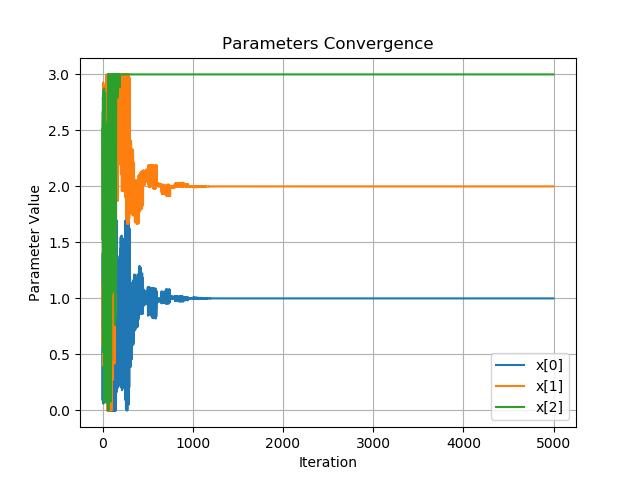 Parameters Convergence
3.0
2.5
2.0
1.5
1.0
0.5
0.0
Parameter Value
0
1000
2000
3000
4000
5000
Iteration
x[0]
x[1]
x[2]